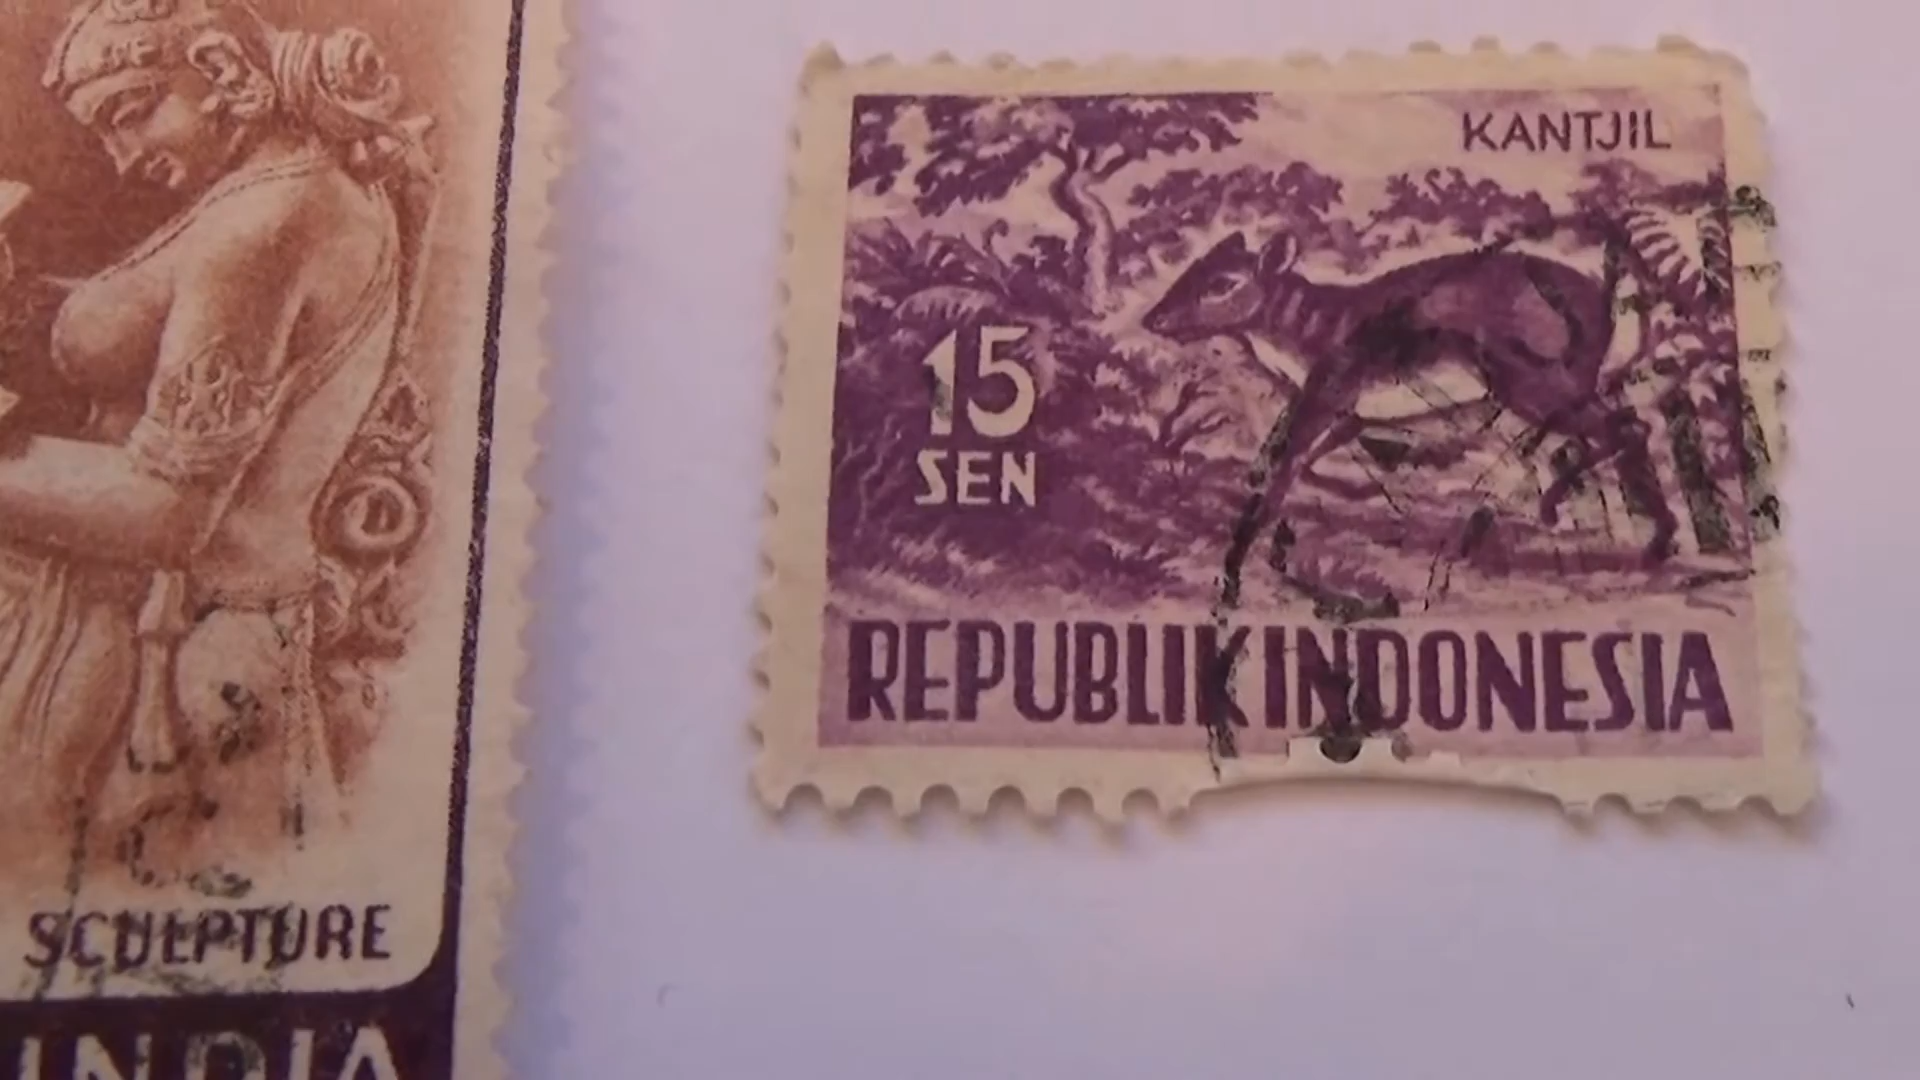 SCULPTURE
INDIA
KANTJIL
15
SEN
REPUBLIK INDONESIA